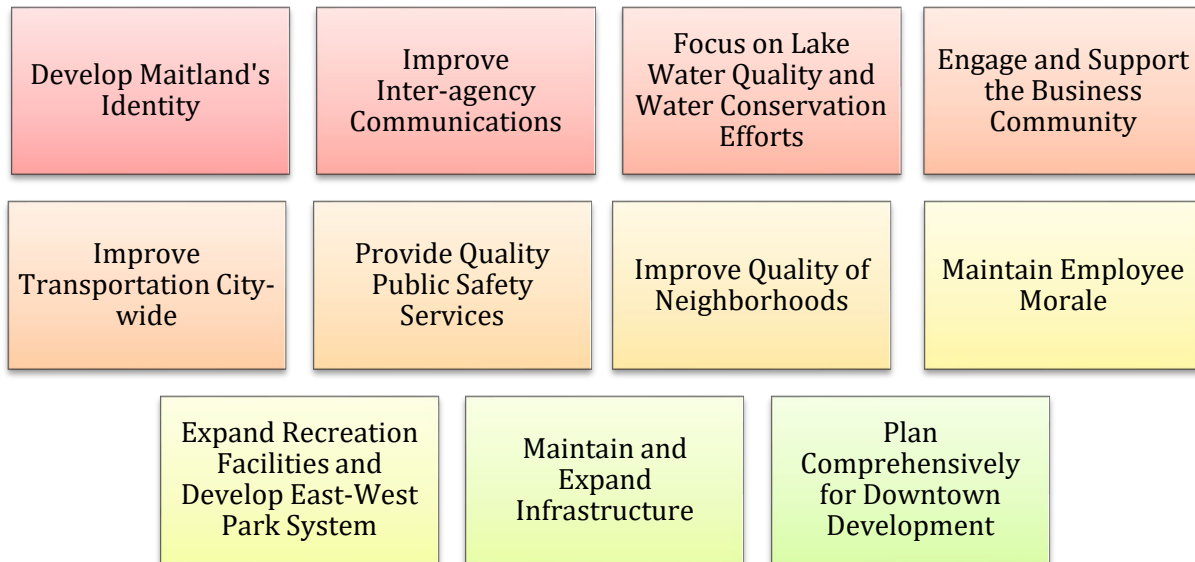 Develop Maitland's
Identity
Improve
Inter-agency
Communications
Focus on Lake
Water Quality and
Water Conservation
Efforts
Engage and Support
the Business
Community
Improve
Transportation City-
wide
Provide Quality
Public Safety
Services
Improve Quality of
Neighborhoods
Maintain Employee
Morale
Expand Recreation
Facilities and
Develop East-West
Park System
Maintain and
Expand
Infrastructure
Plan
Comprehensively
for Downtown
Development